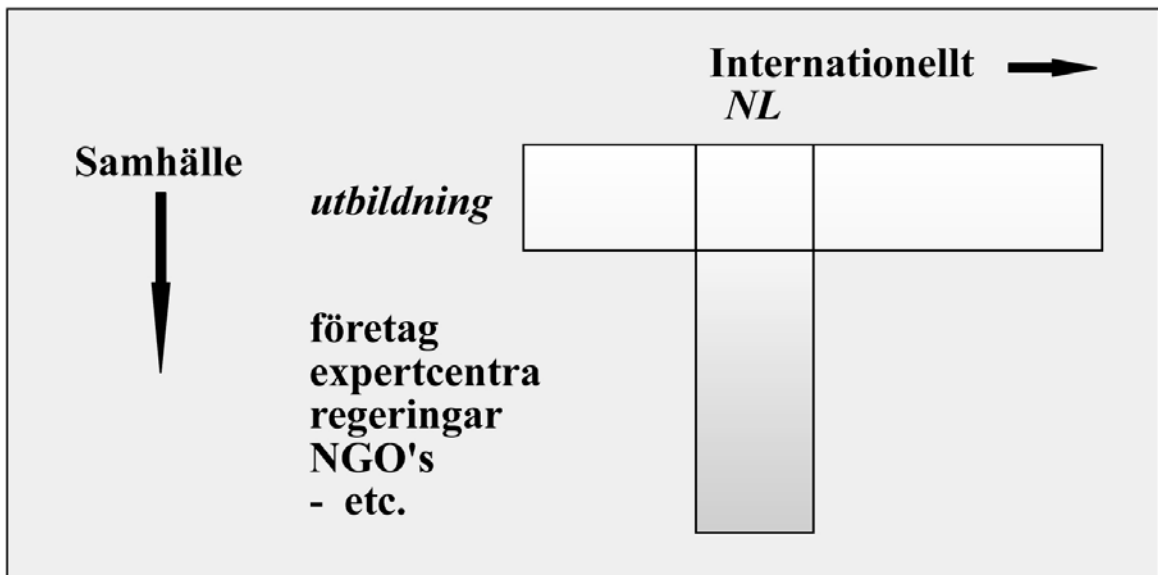 Internationellt
NL
Samhälle
utbildning
företag
expertcentra
regeringar
NGO's
- etc.